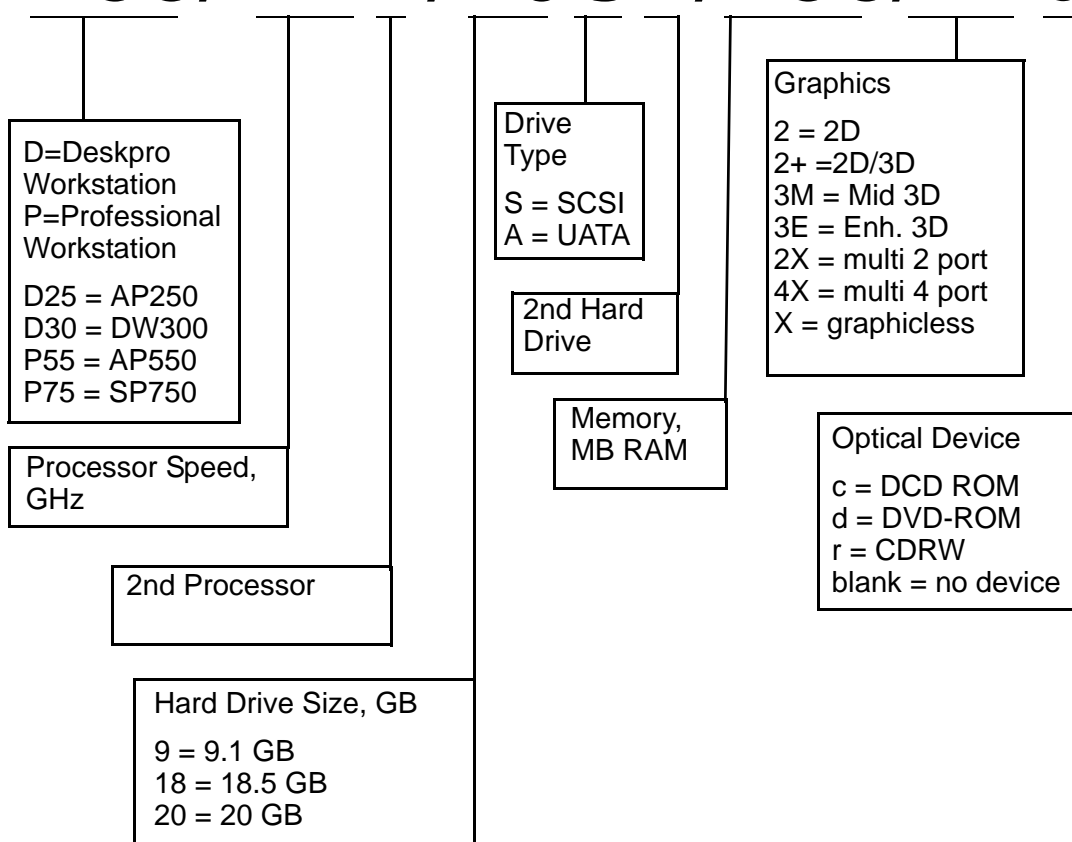 D=Deskpro
Workstation
P=Professional
Workstation
D25 = AP250
D30 = DW300
P55 = AP550
P75 = SP750
Processor Speed,
GHz
2nd Processor
Hard Drive Size, GB
9 = 9.1 GB
18 = 18.5 GB
20 = 20 GB
Drive
Type
S = SCSI
A = UATA
2nd Hard
Drive
Memory,
MB RAM
Graphics
2 = 2D
2+ =2D/3D
3M = Mid 3D
3E = Enh. 3D
2X = multi 2 port
4X = multi 4 port
X = graphicless
Optical Device
c = DCD ROM
d = DVD-ROM
r = CDRW
blank = no device